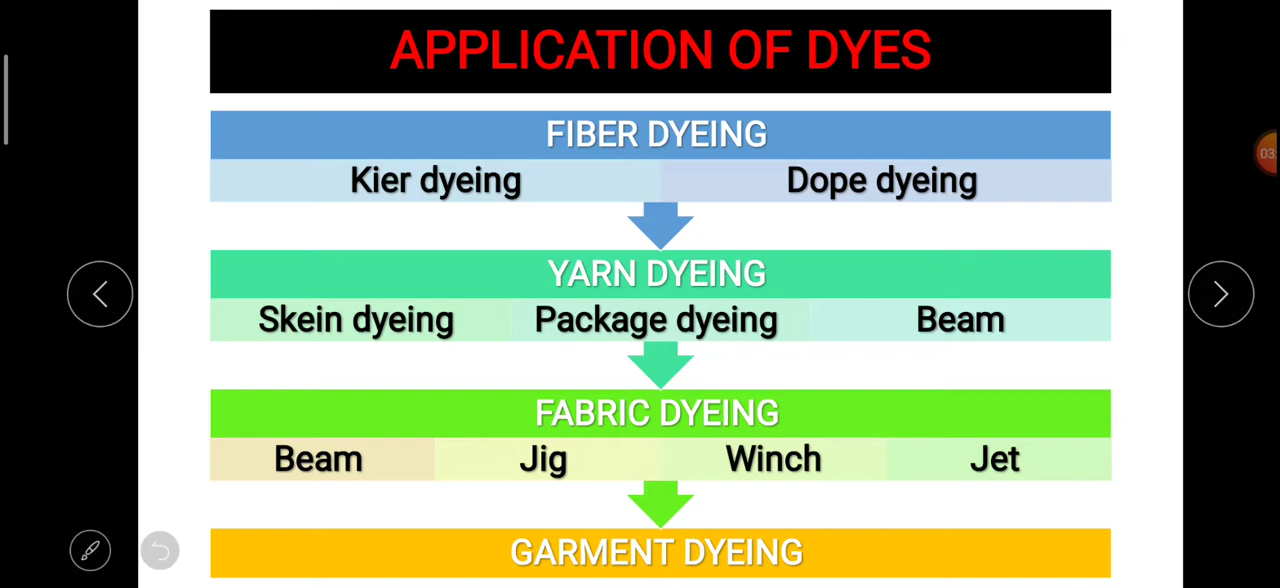 APPLICATION OF DYES
FIBER DYEING
Kier dyeing Dope dyeing
YARN DYEING
Skein dyeing Package dyeing Beam
FABRIC DYEING
Beam Jig Winch Jet
GARMENT DYEING